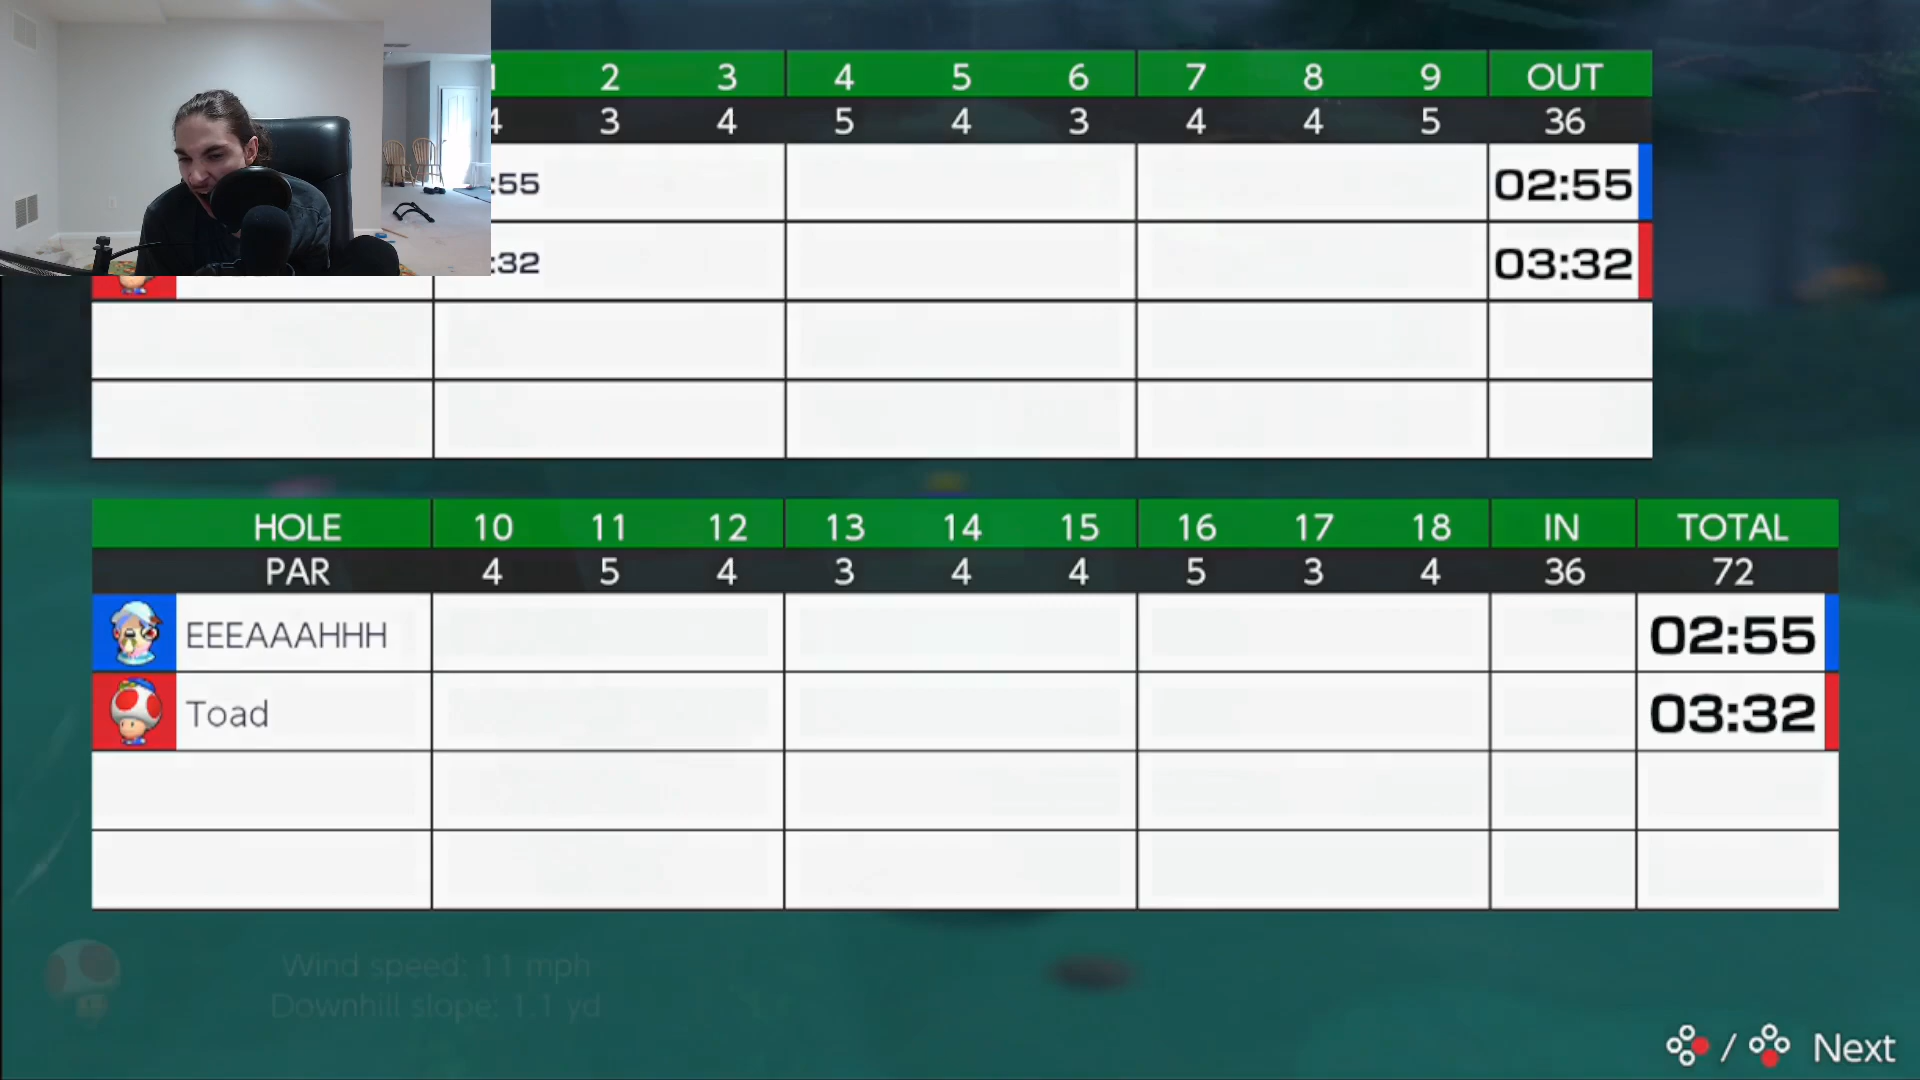 1 2 3 4 5 6 7 8 9 OUT
4 3 4 5 4 3 4 4 5 36
:55 02:55
:32 03:32
HOLE 10 11 12 13 14 15 16 17 18 IN TOTAL
PAR 4 5 4 3 4 4 5 3 4 36 72
EEEAAAHHH 02:55
Toad 03:32
Wind speed: 11 mph
Downhill slope: 1.1 yd
/ Next